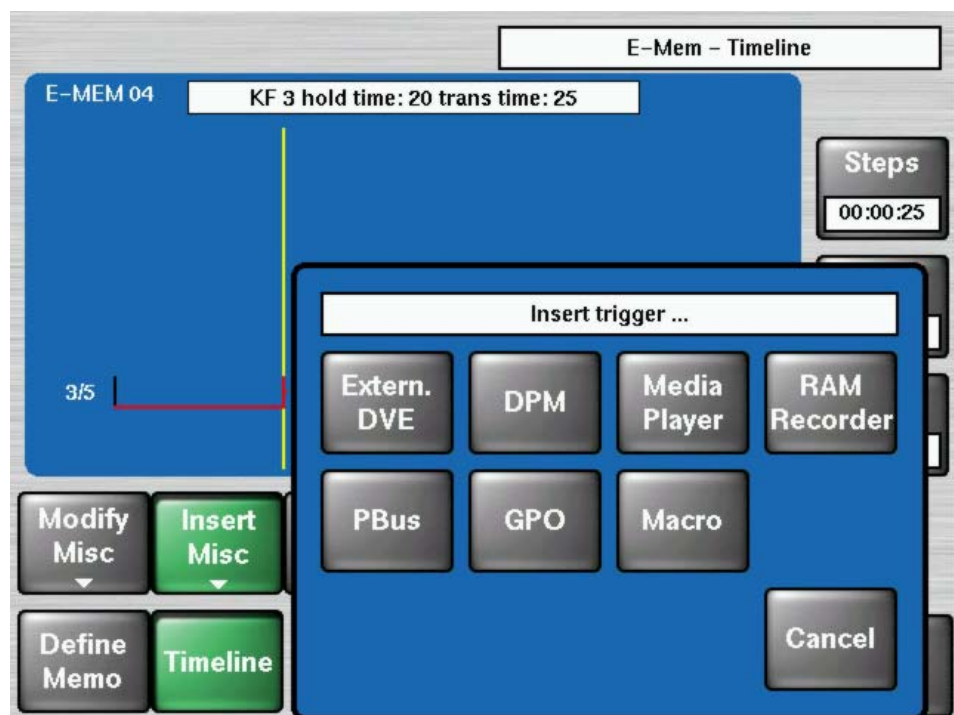 E-Mem - Timeline
E-MEM 04
KF 3 hold time: 20 trans time: 25
Steps
00:00:25
Insert trigger ...
Extern.
DVE
DPM
Media
Player
RAM
Recorder
3/5
PBus
GPO
Macro
Modify
Misc
Insert
Misc
Define
Memo
Timeline
Cancel